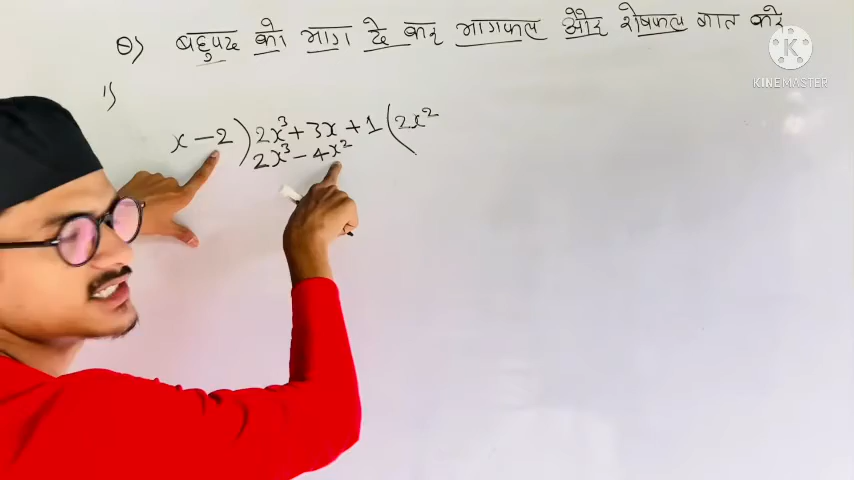 Q) बहुपद को भाग दे कर भागफल और शेषफल ज्ञात करे
K
KINEMASTER
1)
x - 2 ) 2x³ + 3x + 1 ( 2x²
2x³ - 4x²